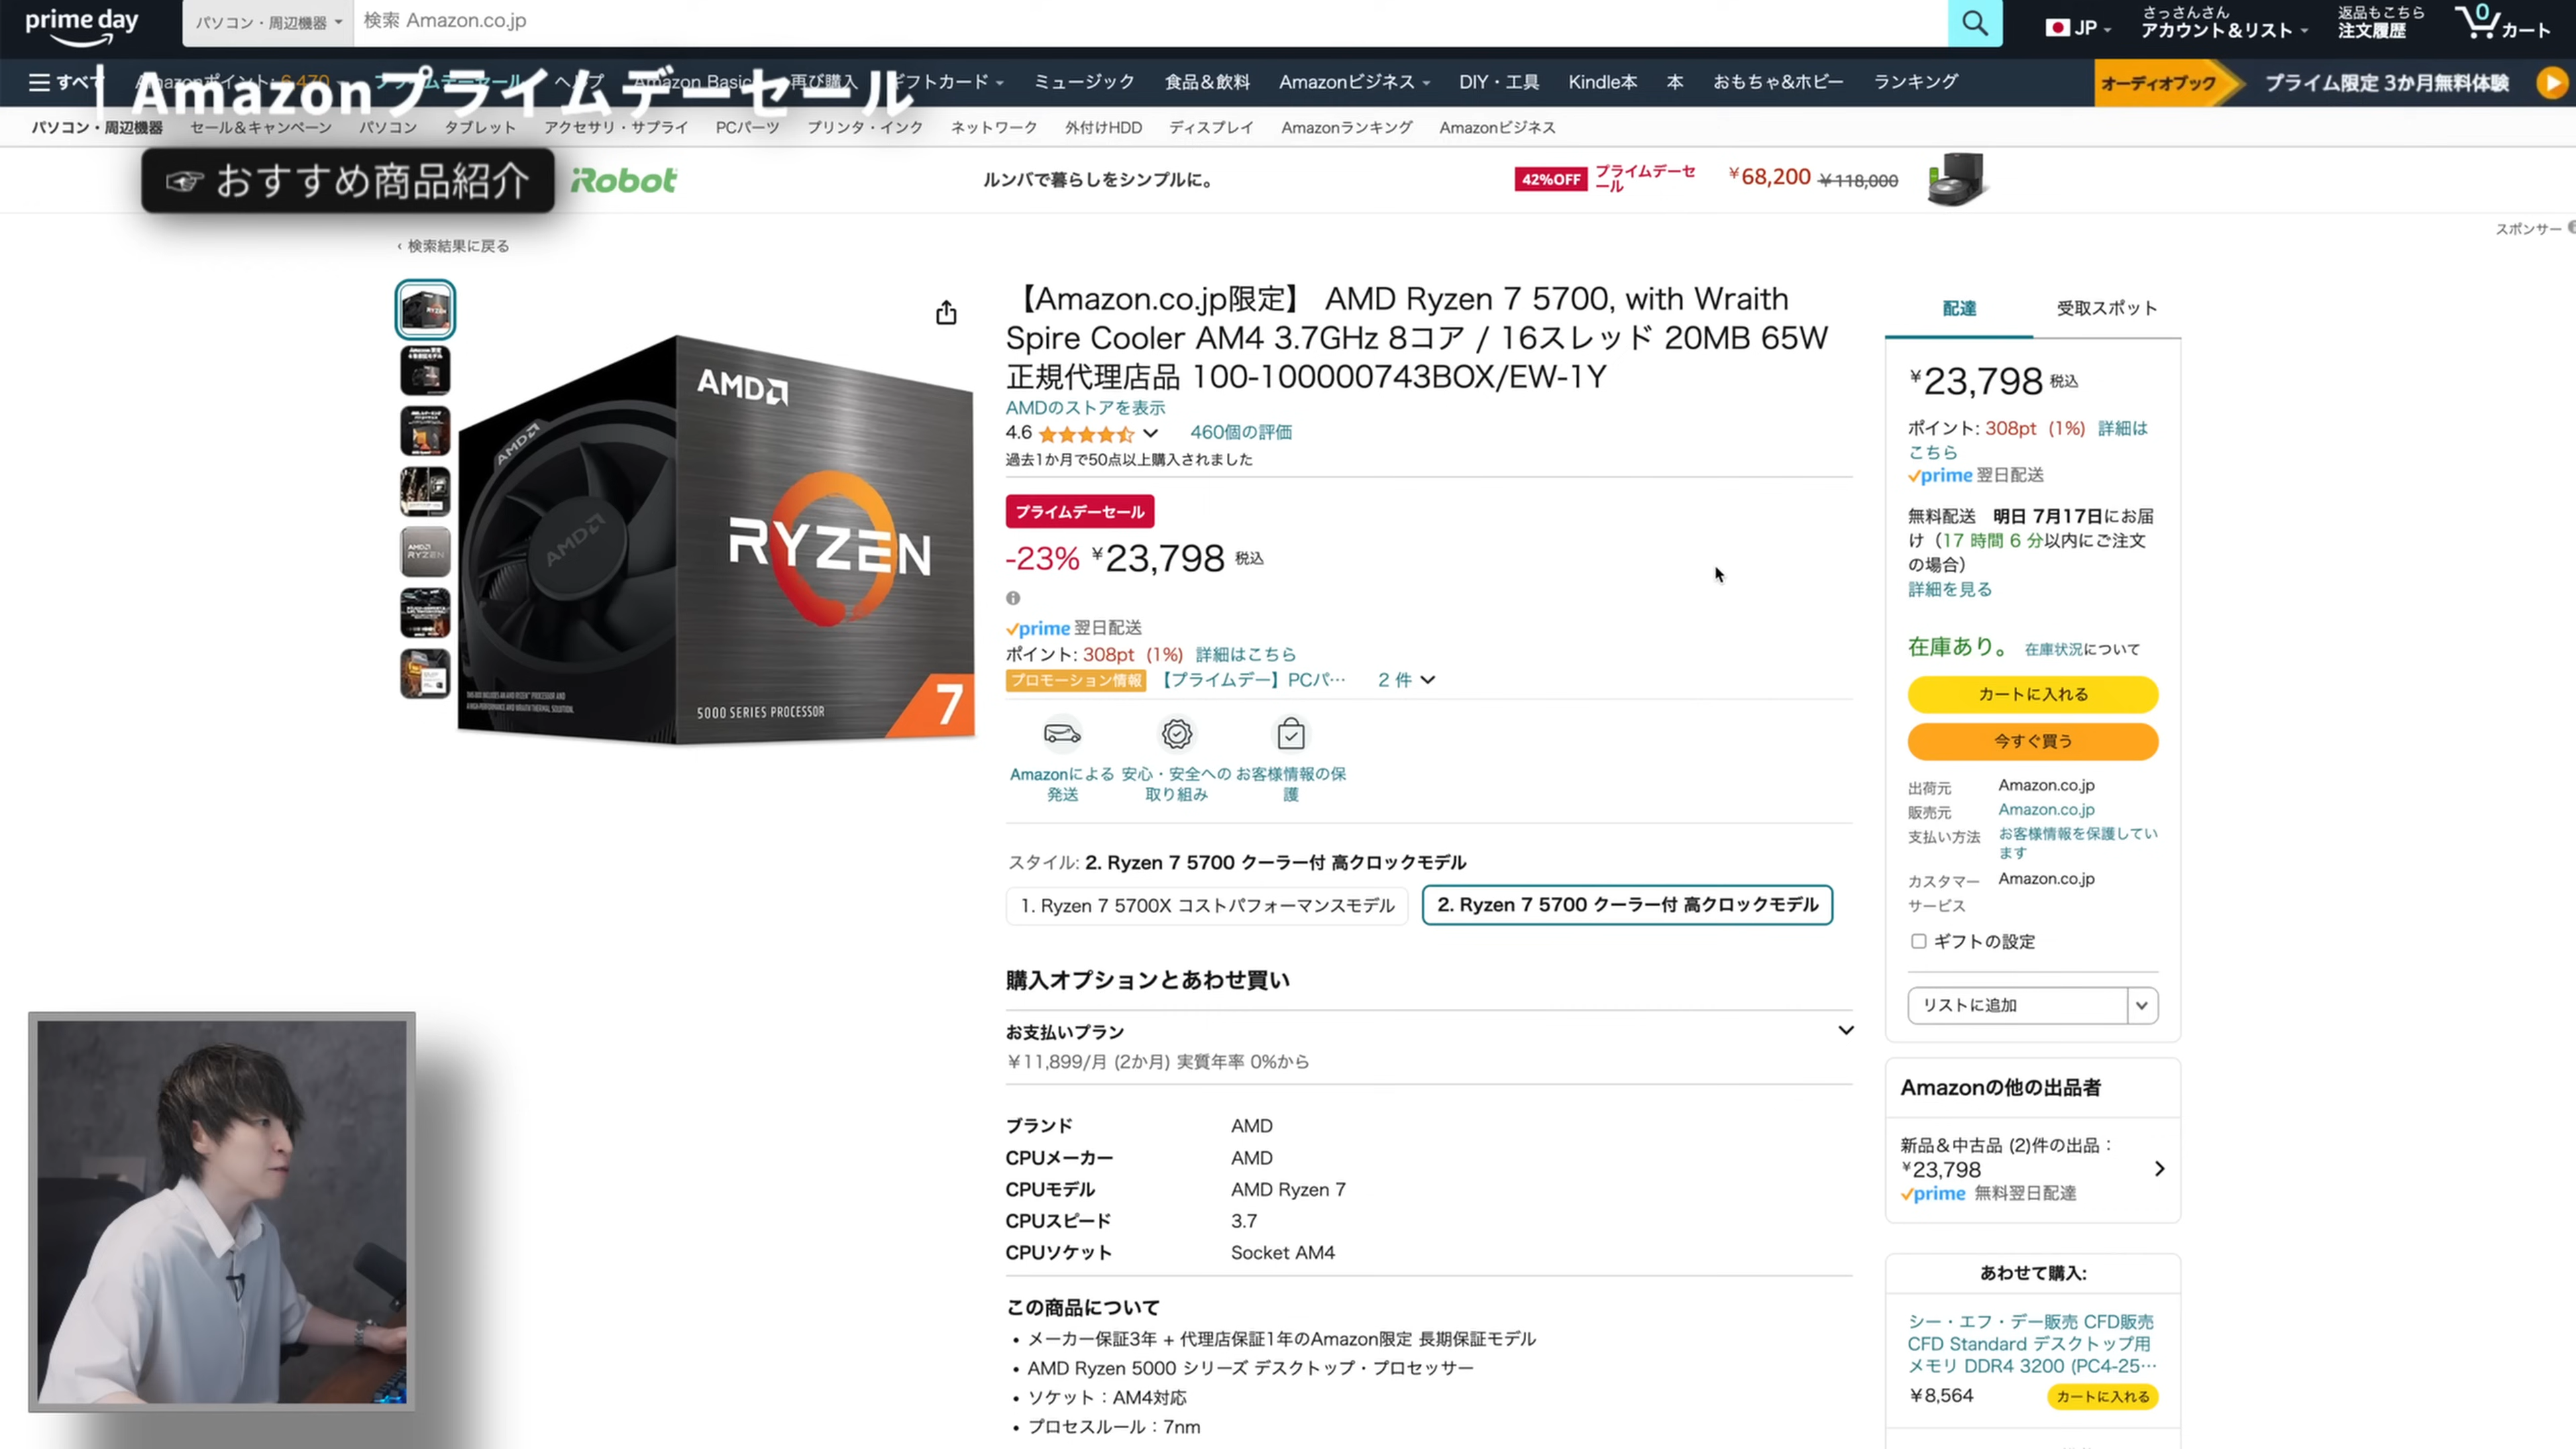 prime day
パソコン・周辺機器
検索 Amazon.co.jp
JP
さっさんさん
アカウント＆リスト
返品もこちら
注文履歴
0
カート
すべて
Amazonポイント: 6,470
プライムデーセール
ヘルプ
Amazon Basic
再び購入
ギフトカード
ミュージック
食品＆飲料
Amazonビジネス
DIY・工具
Kindle本
本
おもちゃ&ホビー
ランキング
オーディオブック
プライム限定 3か月無料体験
Amazonプライムデーセール
パソコン・周辺機器
セール＆キャンペーン
パソコン
タブレット
アクセサリ・サプライ
PCパーツ
プリンタ・インク
ネットワーク
外付けHDD
ディスプレイ
Amazonランキング
Amazonビジネス
☞ おすすめ商品紹介
iRobot
ルンバで暮らしをシンプルに。
42%OFF
プライムデーセ
ール
¥68,200 ¥118,000
スポンサー
‹ 検索結果に戻る
AMD
AMD
AMD
RYZEN
5000 SERIES PROCESSOR
7
【Amazon.co.jp限定】 AMD Ryzen 7 5700, with Wraith
Spire Cooler AM4 3.7GHz 8コア / 16スレッド 20MB 65W
正規代理店品 100-100000743BOX/EW-1Y
AMDのストアを表示
4.6
460個の評価
過去1か月で50点以上購入されました
プライムデーセール
-23% ¥23,798 税込
prime 翌日配送
ポイント: 308pt (1%) 詳細はこちら
プロモーション情報 【プライムデー】PCパ… 2 件
Amazonによる
発送
安心・安全への
取り組み
お客様情報の保
護
スタイル: 2. Ryzen 7 5700 クーラー付 高クロックモデル
1. Ryzen 7 5700X コストパフォーマンスモデル
2. Ryzen 7 5700 クーラー付 高クロックモデル
購入オプションとあわせ買い
お支払いプラン
¥11,899/月 (2か月) 実質年率 0%から
ブランド AMD
CPUメーカー AMD
CPUモデル AMD Ryzen 7
CPUスピード 3.7
CPUソケット Socket AM4
この商品について
• メーカー保証3年 + 代理店保証1年のAmazon限定 長期保証モデル
• AMD Ryzen 5000 シリーズ デスクトップ・プロセッサー
• ソケット：AM4対応
• プロセスルール：7nm
配達
受取スポット
¥23,798 税込
ポイント: 308pt (1%) 詳細は
こちら
prime 翌日配送
無料配送 明日 7月17日にお届
け（17 時間 6 分以内にご注文
の場合）
詳細を見る
在庫あり。 在庫状況について
カートに入れる
今すぐ買う
出荷元 Amazon.co.jp
販売元 Amazon.co.jp
支払い方法 お客様情報を保護してい
ます
カスタマー
サービス
Amazon.co.jp
ギフトの設定
リストに追加
Amazonの他の出品者
新品＆中古品 (2)件の出品：
¥23,798
prime 無料翌日配達
あわせて購入:
シー・エフ・デー販売 CFD販売
CFD Standard デスクトップ用
メモリ DDR4 3200 (PC4-25…
¥8,564
カートに入れる